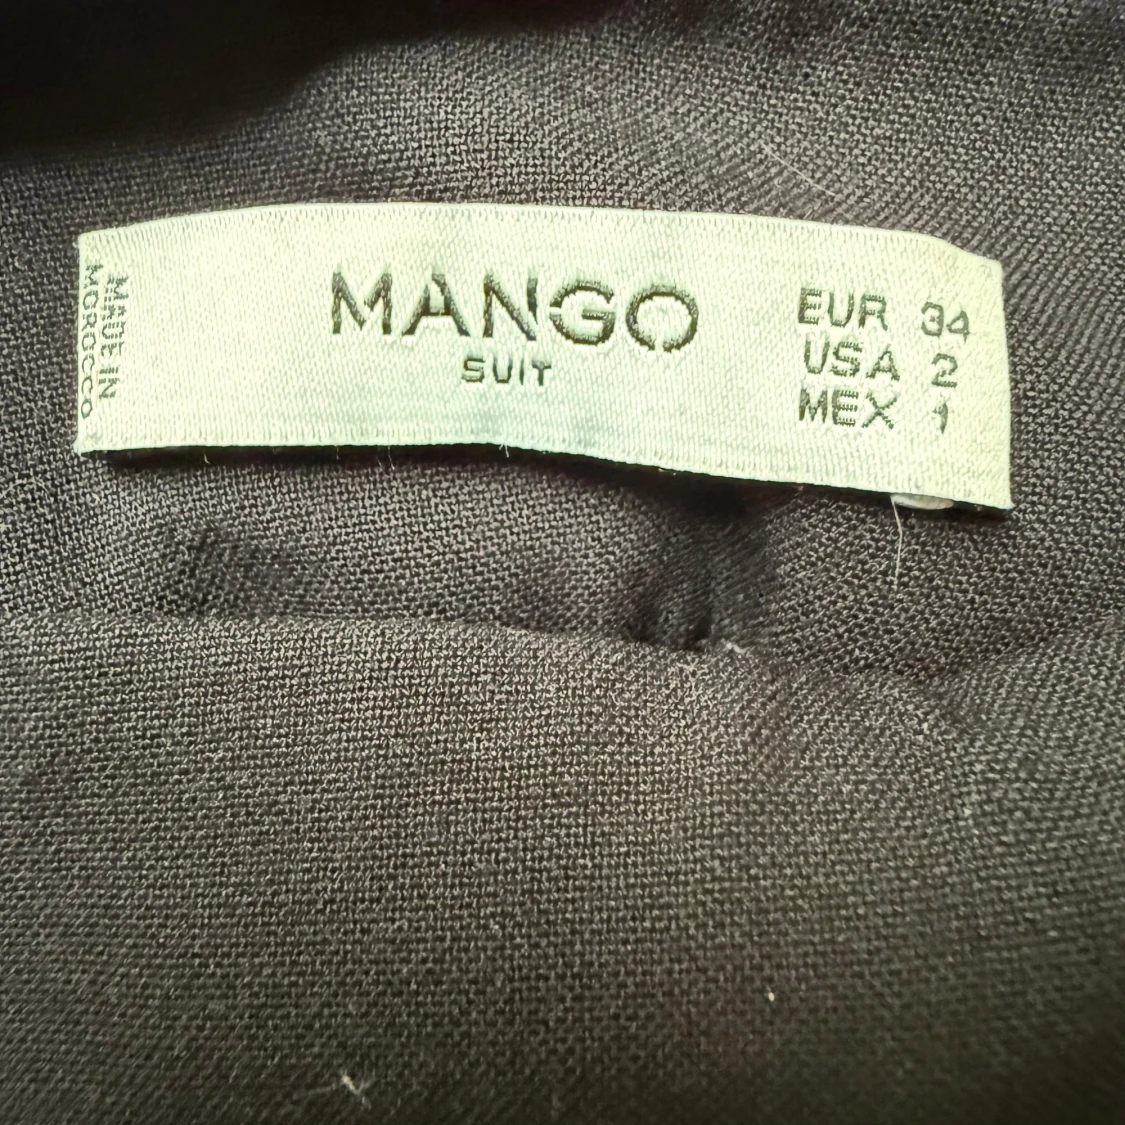 MADE IN
MOROCCO
MANGO
SUIT
EUR 34
USA 2
MEX 1